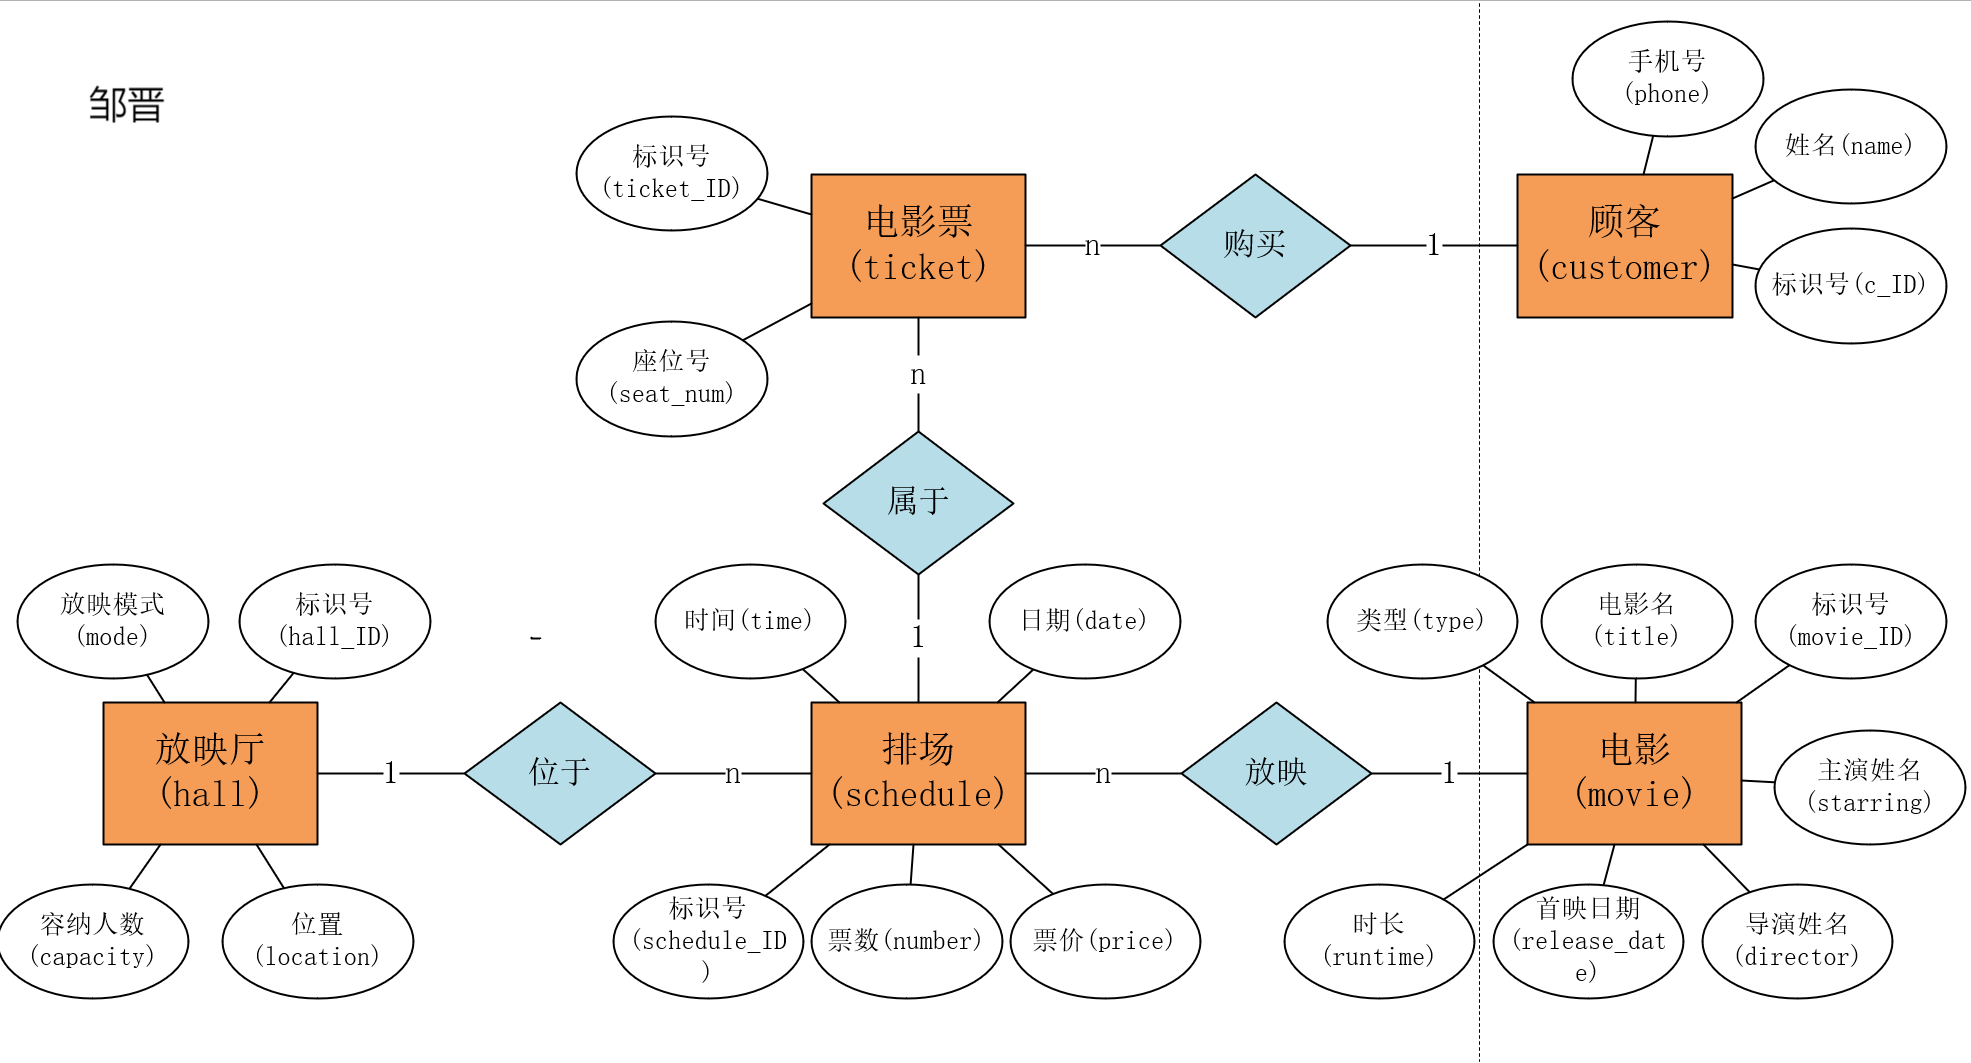 邹晋
手机号
(phone)
姓名(name)
标识号
(ticket_ID)
电影票
(ticket)
n
购买
1
顾客
(customer)
标识号(c_ID)
座位号
(seat_num)
n
属于
1
放映模式
(mode)
标识号
(hall_ID)
-
时间(time)
日期(date)
类型(type)
电影名
(title)
标识号
(movie_ID)
放映厅
(hall)
1
位于
n
排场
(schedule)
n
放映
1
电影
(movie)
主演姓名
(starring)
容纳人数
(capacity)
位置
(location)
标识号
(schedule_ID
)
票数(number)
票价(price)
时长
(runtime)
首映日期
(release_dat
e)
导演姓名
(director)